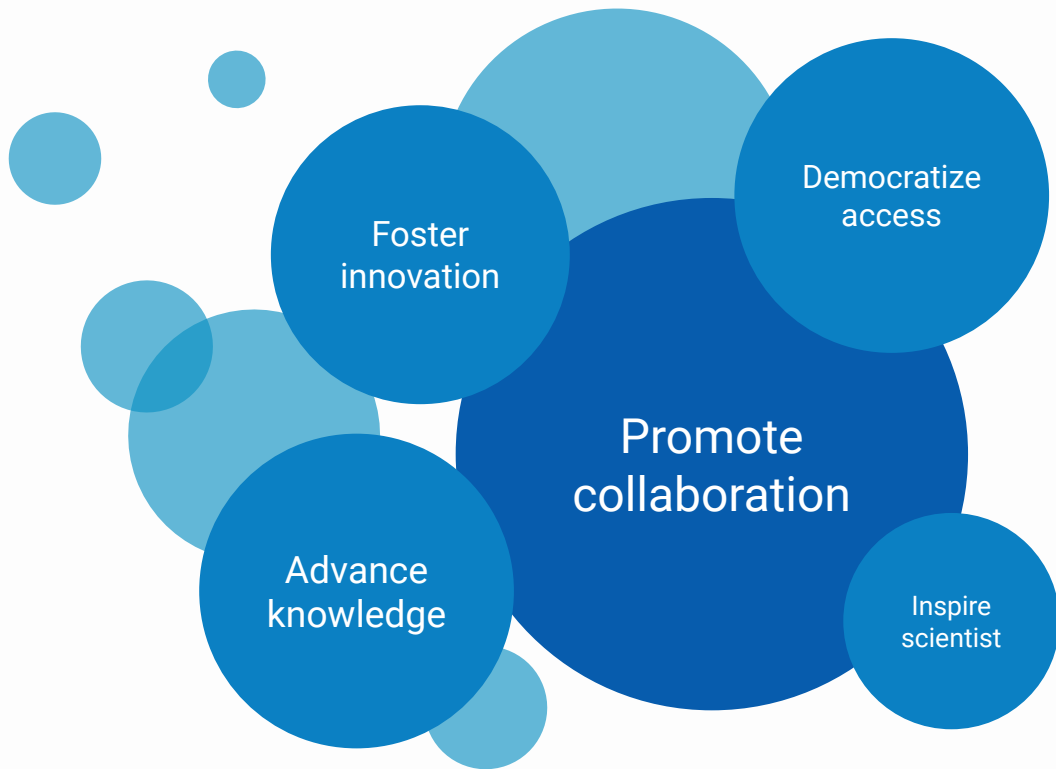 Democratize
access
Foster
innovation
Promote
collaboration
Advance
knowledge
Inspire
scientist